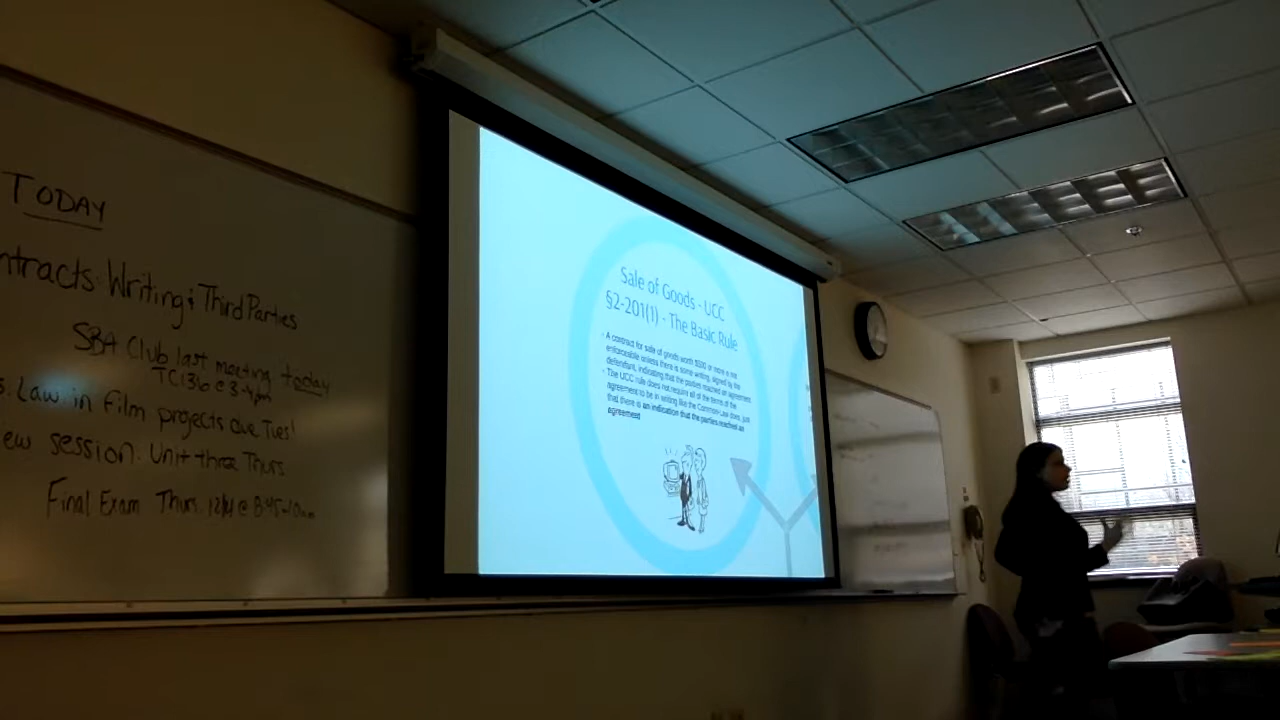 TODAY
ntracts: Writing & Third Parties
SBA Club last meeting today
TC136 @ 3-4pm
s. Law in Film projects due Tues!
ew session: Unit three Thurs
Final Exam Thurs. @ 8:45-
Sale of Goods - UCC
§2-201(1) - The Basic Rule
A contract for sale of goods worth $500 or more is not
enforceable unless there is some writing, signed by the
defendant, indicating that the parties reached an agreement
The UCC rule does not require all of the terms of the
agreement to be in writing like the Common Law does, just
that there is an indication that the parties reached an
agreement